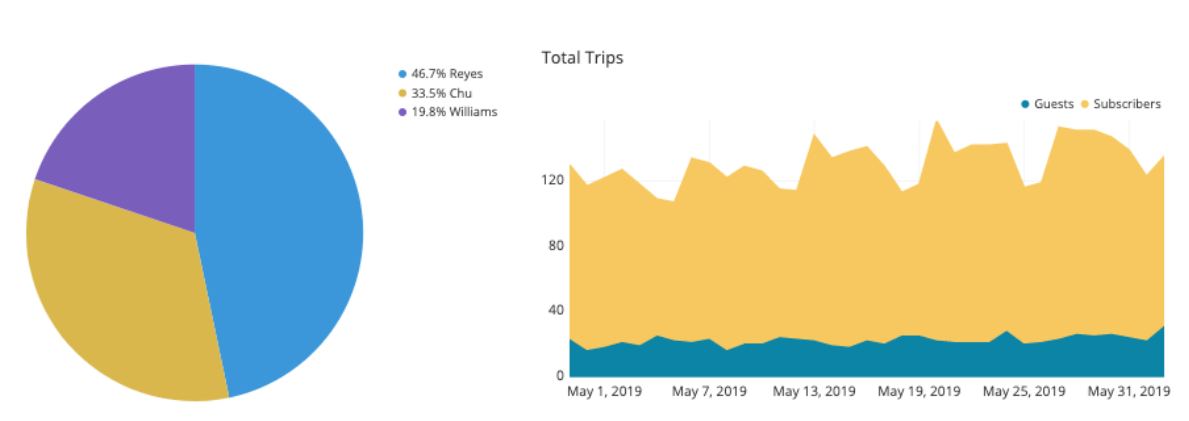 46.7% Reyes
33.5% Chu
19.8% Williams
Total Trips
Guests Subscribers
120
80
40
0
May 1, 2019 May 7, 2019 May 13, 2019 May 19, 2019 May 25, 2019 May 31, 2019